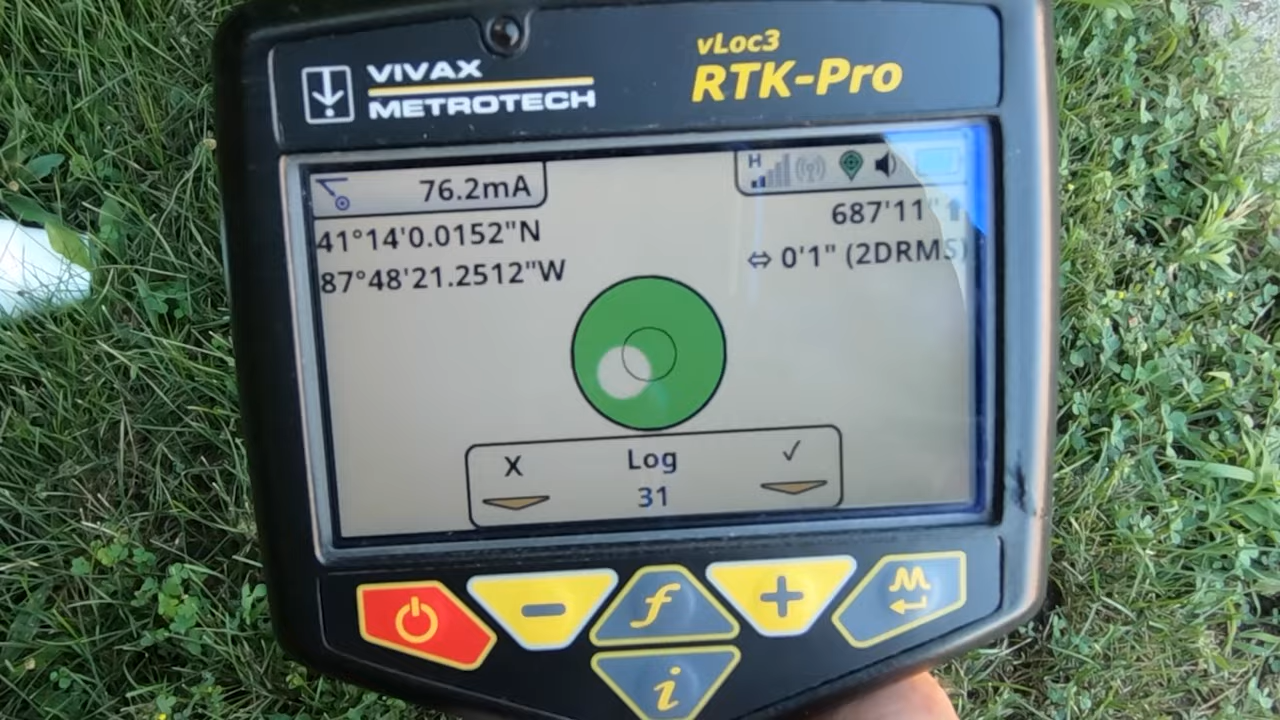 VIVAX
METROTECH
vLoc3
RTK-Pro
76.2mA
H
41°14'0.0152"N
687'11"
87°48'21.2512"W
⇔ 0'1" (2DRMS)
X Log ✓
31
- f +
i